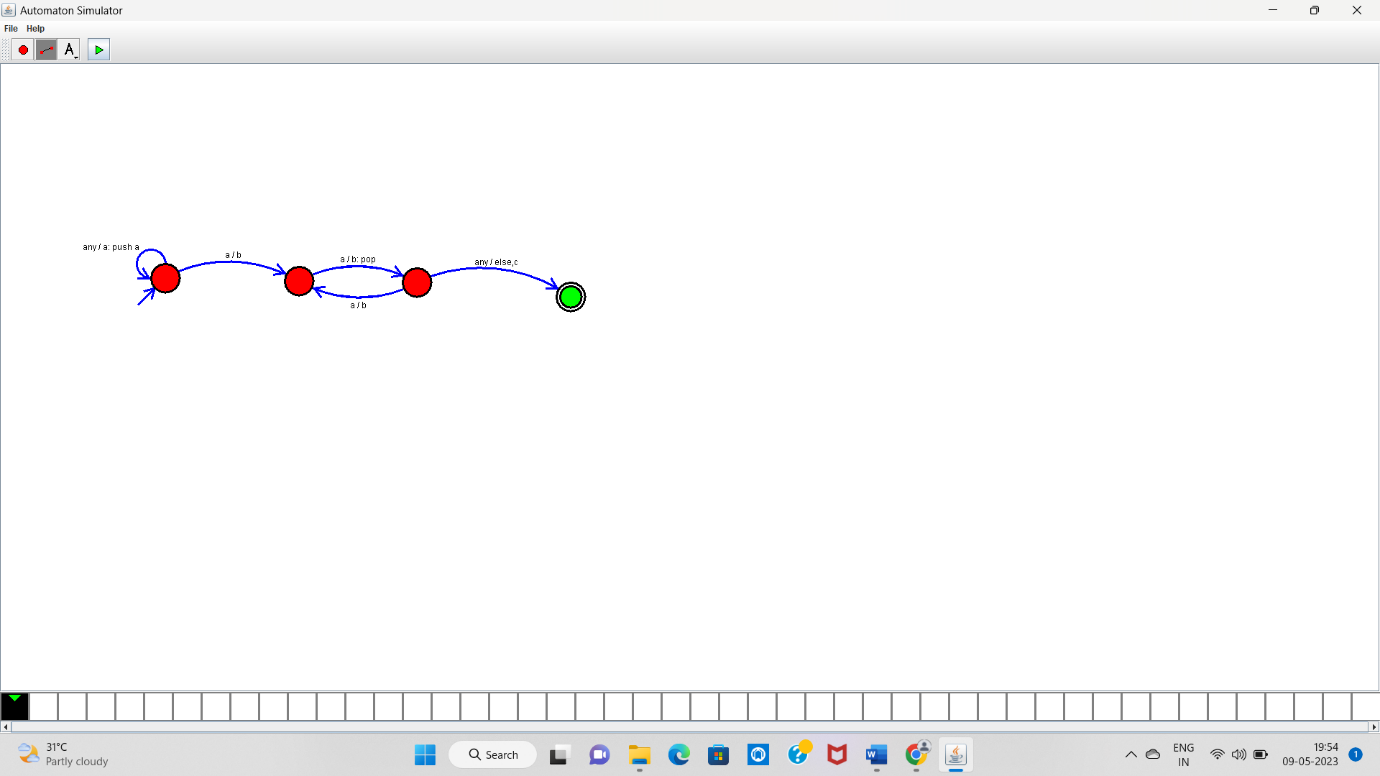 Automaton Simulator
File Help
A
any / a: push a
a / b
a / b: pop
any / else,c
a / b
31°C
Partly cloudy
Search
ENG
IN
19:54
09-05-2023
1